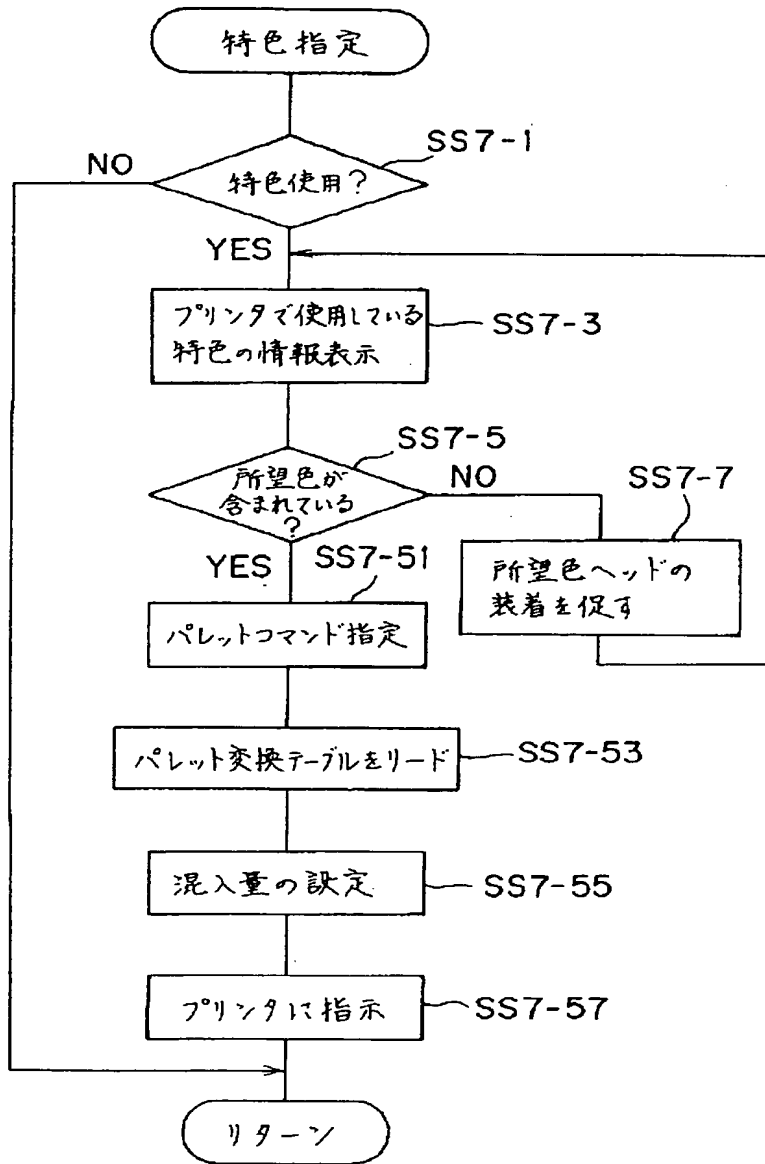 特色指定
SS7-1
NO
特色使用?
YES
プリンタで使用している
特色の情報表示
SS7-3
SS7-5
所望色が
含まれている
?
NO
SS7-7
所望色ヘッドの
装着を促す
YES
SS7-51
パレットコマンド指定
パレット変換テーブルをリード
SS7-53
混入量の設定
SS7-55
プリンタに指示
SS7-57
リターン